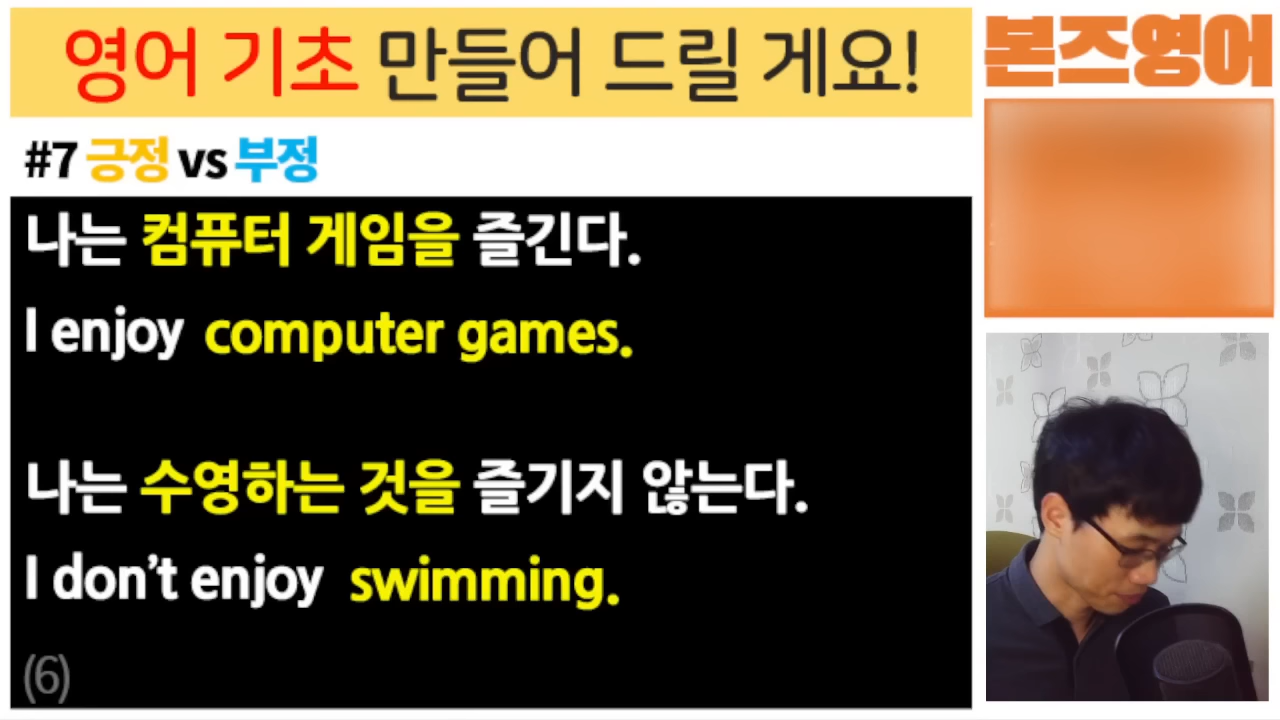 영어 기초 만들어 드릴 게요!
본즈영어
#7 긍정 vs 부정
나는 컴퓨터 게임을 즐긴다.
I enjoy computer games.
나는 수영하는 것을 즐기지 않는다.
I don’t enjoy swimming.
(6)